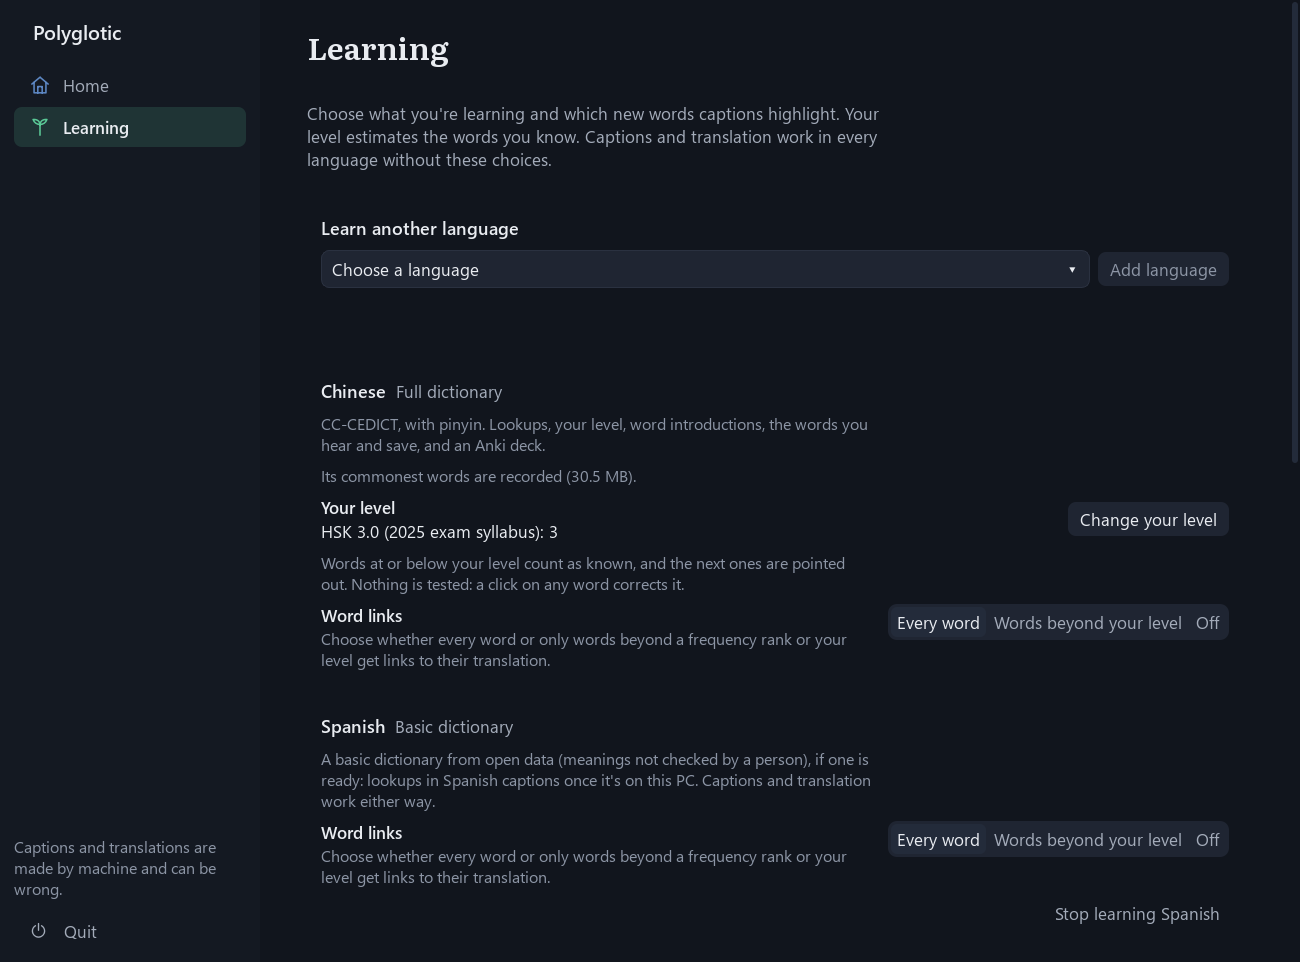 Polyglotic
Home
Learning
Learning
Choose what you're learning and which new words captions highlight. Your
level estimates the words you know. Captions and translation work in every
language without these choices.
Learn another language
Choose a language
Add language
Chinese Full dictionary
CC-CEDICT, with pinyin. Lookups, your level, word introductions, the words you
hear and save, and an Anki deck.
Its commonest words are recorded (30.5 MB).
Your level
HSK 3.0 (2025 exam syllabus): 3
Change your level
Words at or below your level count as known, and the next ones are pointed
out. Nothing is tested: a click on any word corrects it.
Word links
Choose whether every word or only words beyond a frequency rank or your
level get links to their translation.
Every word Words beyond your level Off
Spanish Basic dictionary
A basic dictionary from open data (meanings not checked by a person), if one is
ready: lookups in Spanish captions once it's on this PC. Captions and translation
work either way.
Word links
Choose whether every word or only words beyond a frequency rank or your
level get links to their translation.
Every word Words beyond your level Off
Stop learning Spanish
Captions and translations are
made by machine and can be
wrong.
Quit